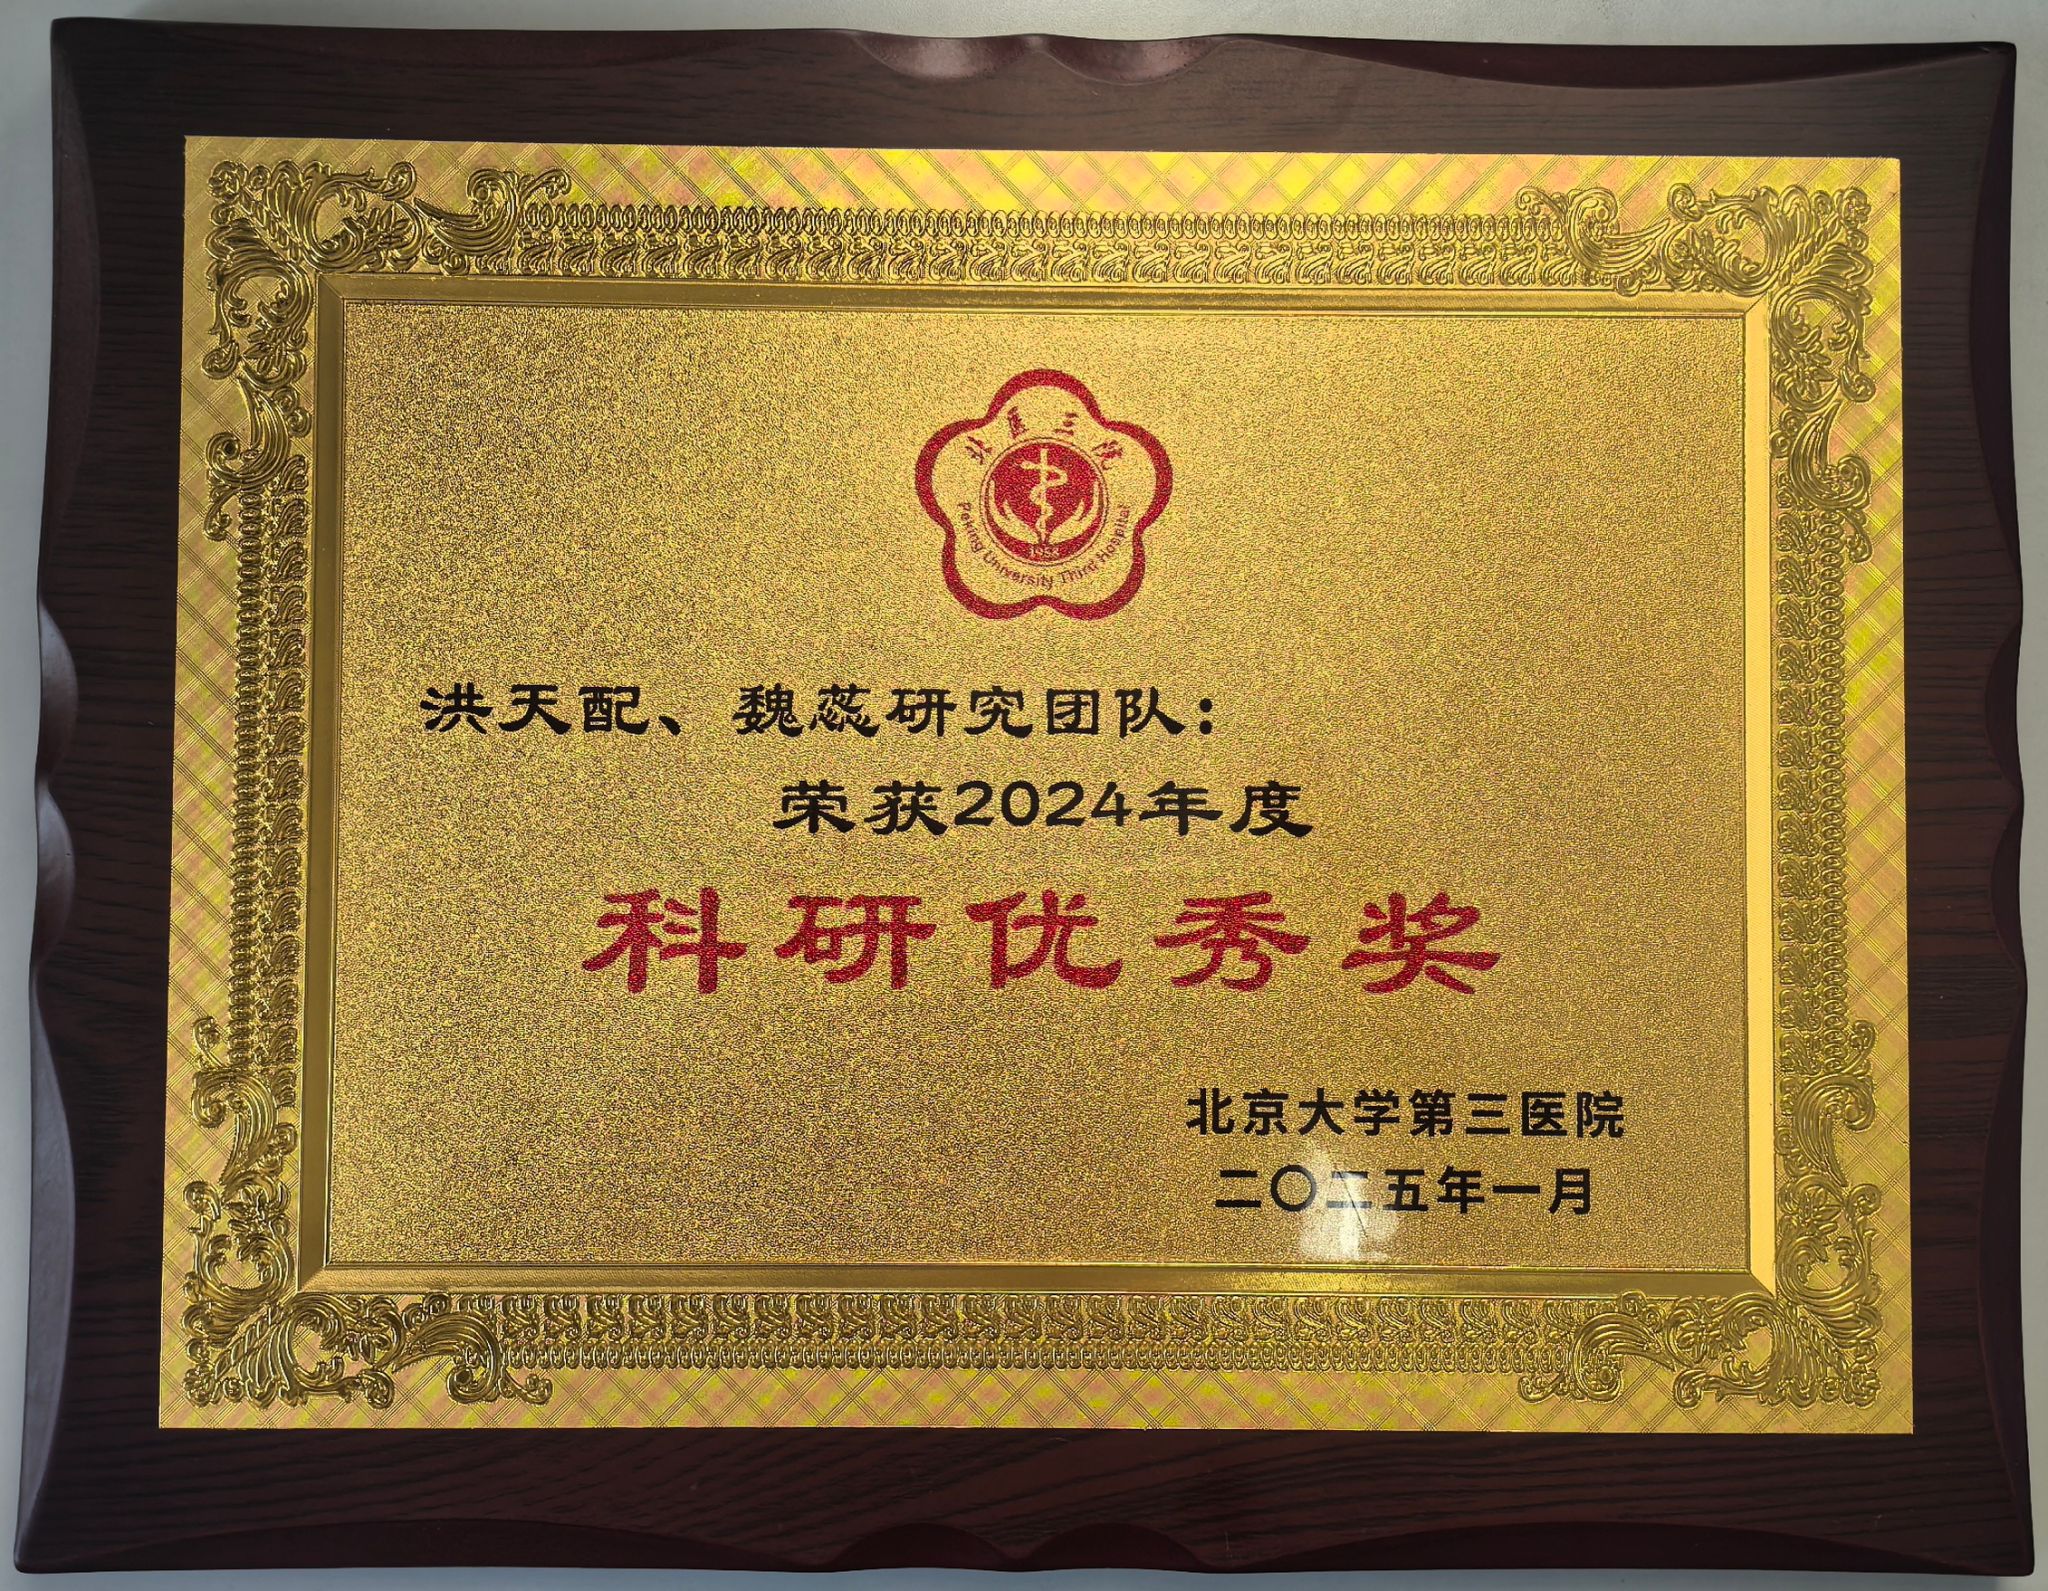 北医三院
Peking University Third Hospital
1958
洪天配、魏蕊研究团队：
荣获2024年度
科研优秀奖
北京大学第三医院
二〇二五年一月